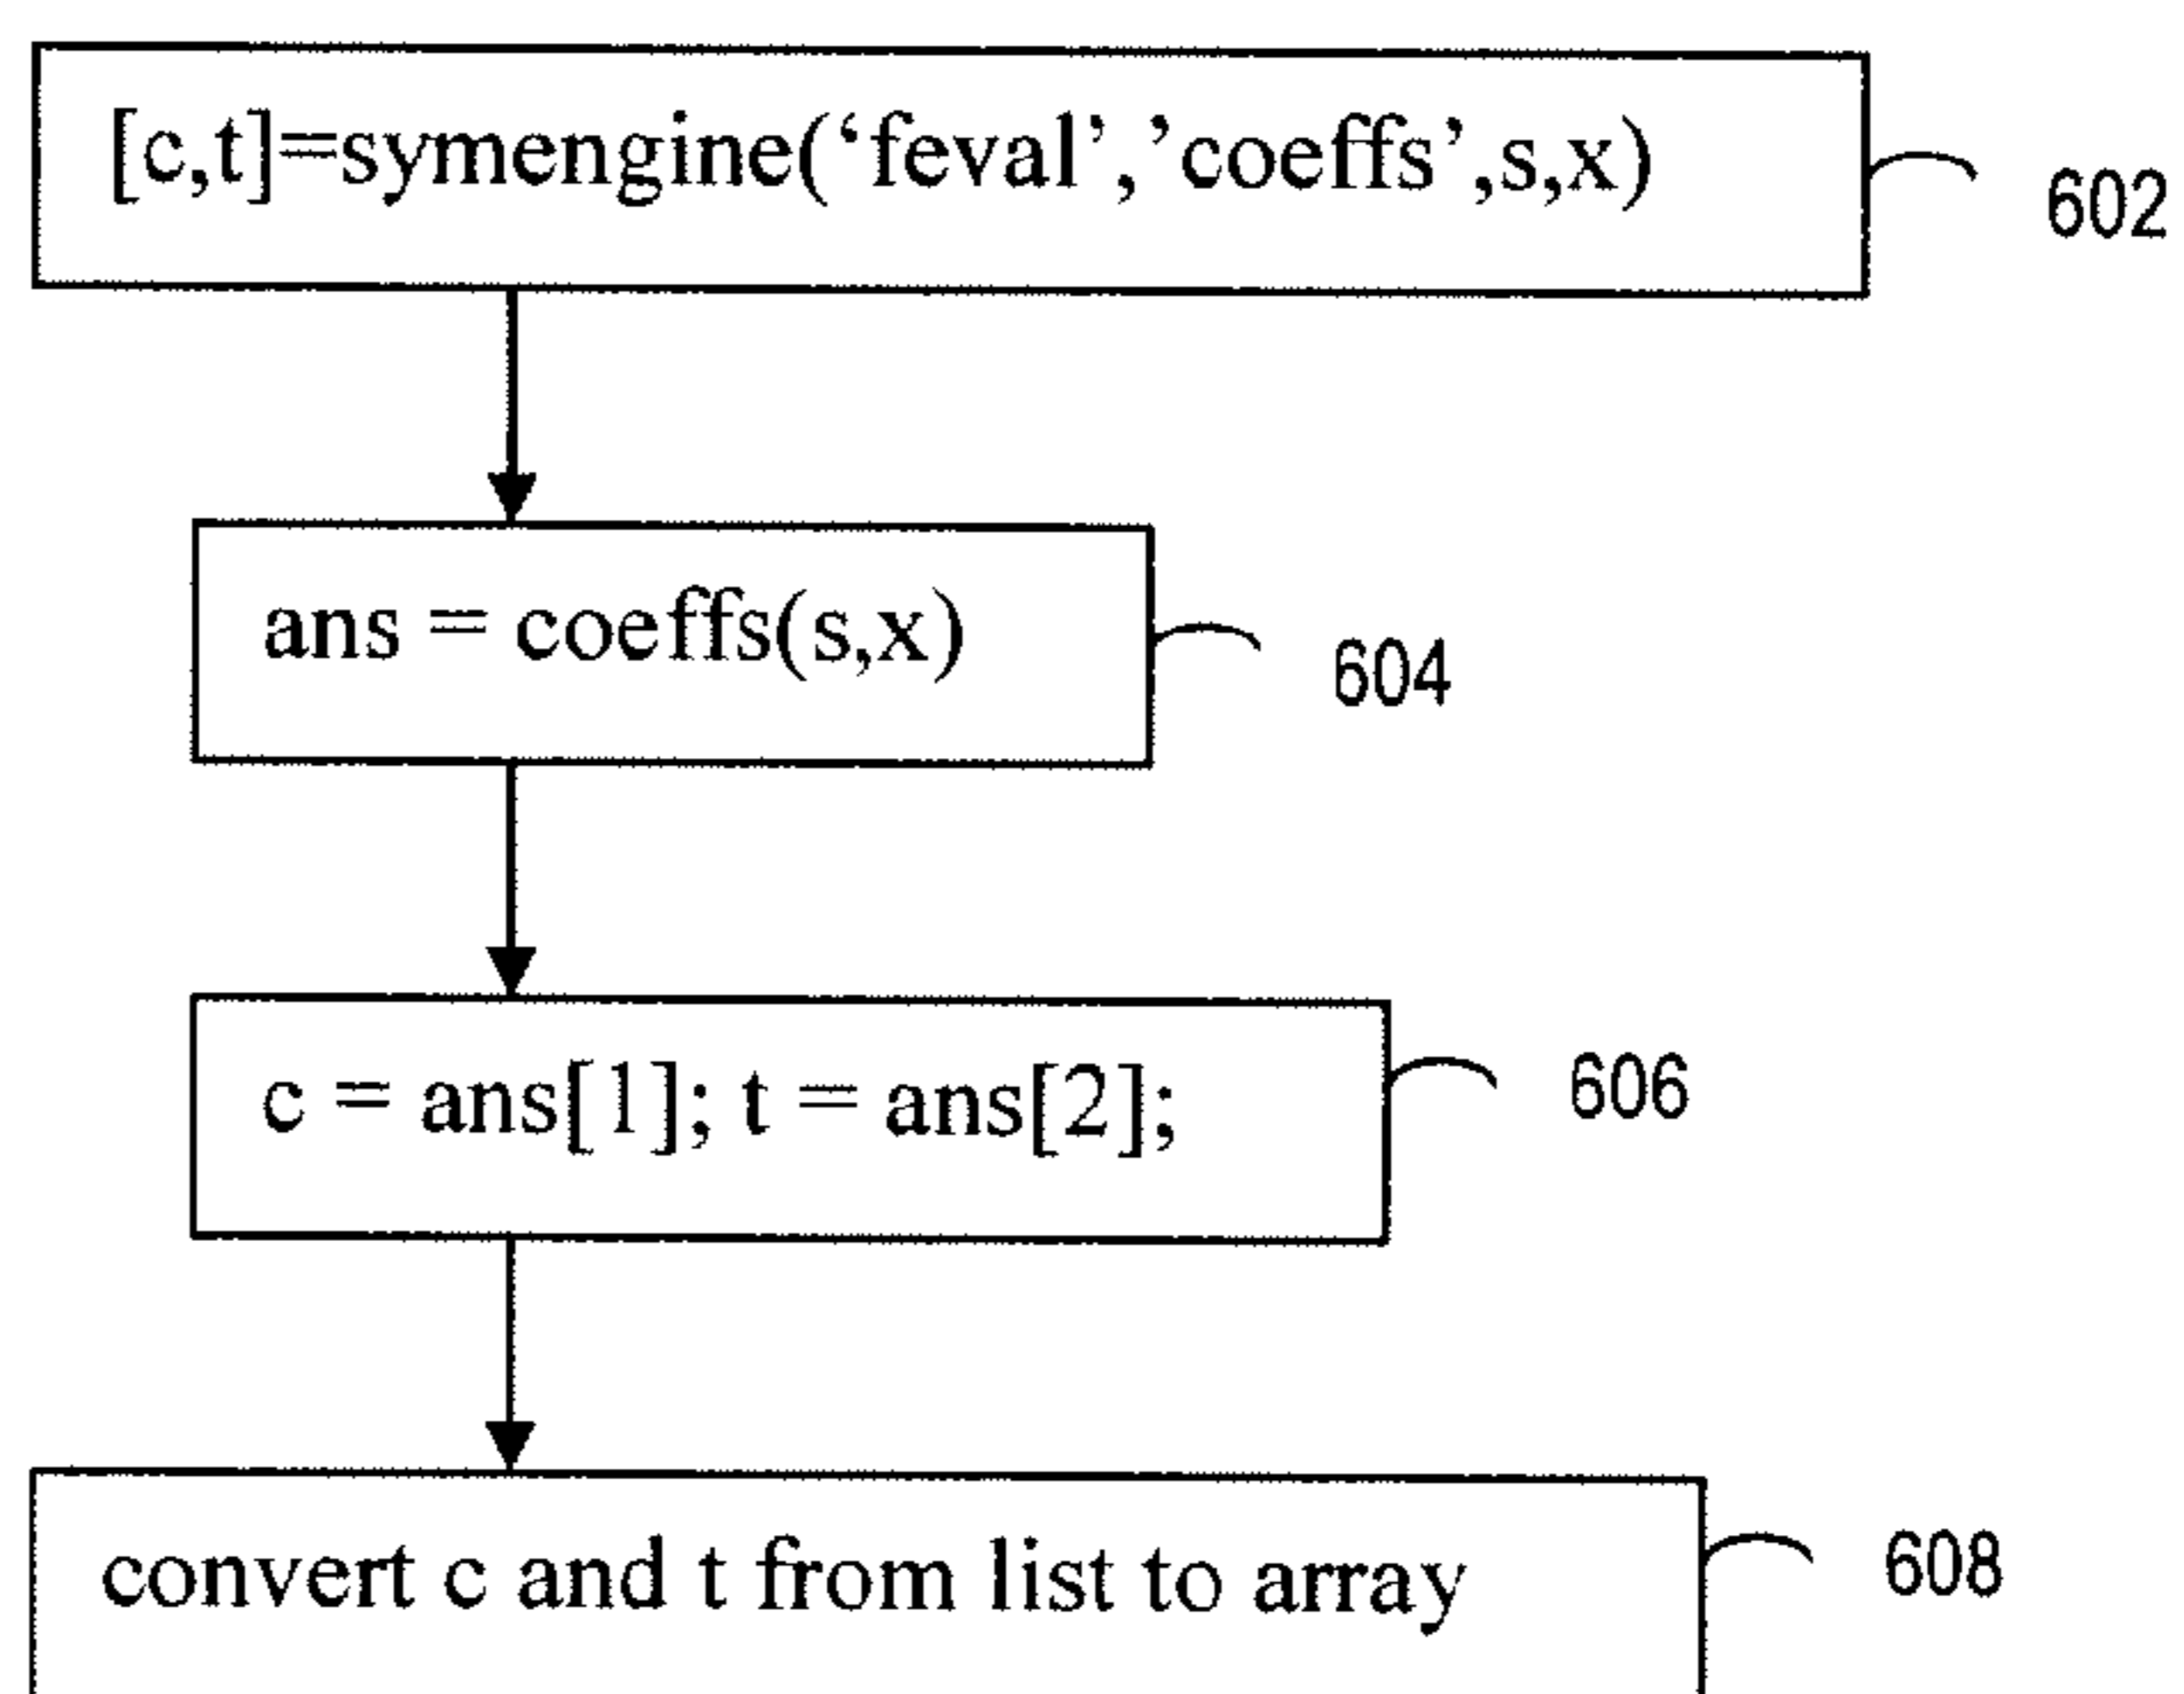 [c,t]=symengine(‘feval’,’coeffs’,s,x)
602
ans = coeffs(s,x)
604
c = ans[1]; t = ans[2];
606
convert c and t from list to array
608